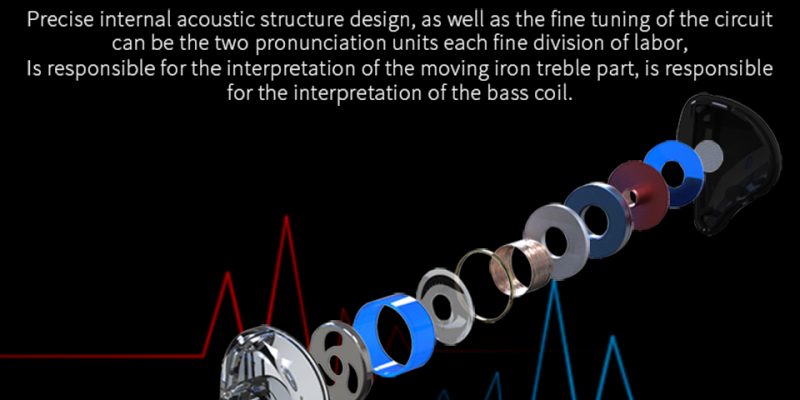 Precise internal acoustic structure design, as well as the fine tuning of the circuit
can be the two pronunciation units each fine division of labor,
Is responsible for the interpretation of the moving iron treble part, is responsible
for the interpretation of the bass coil.